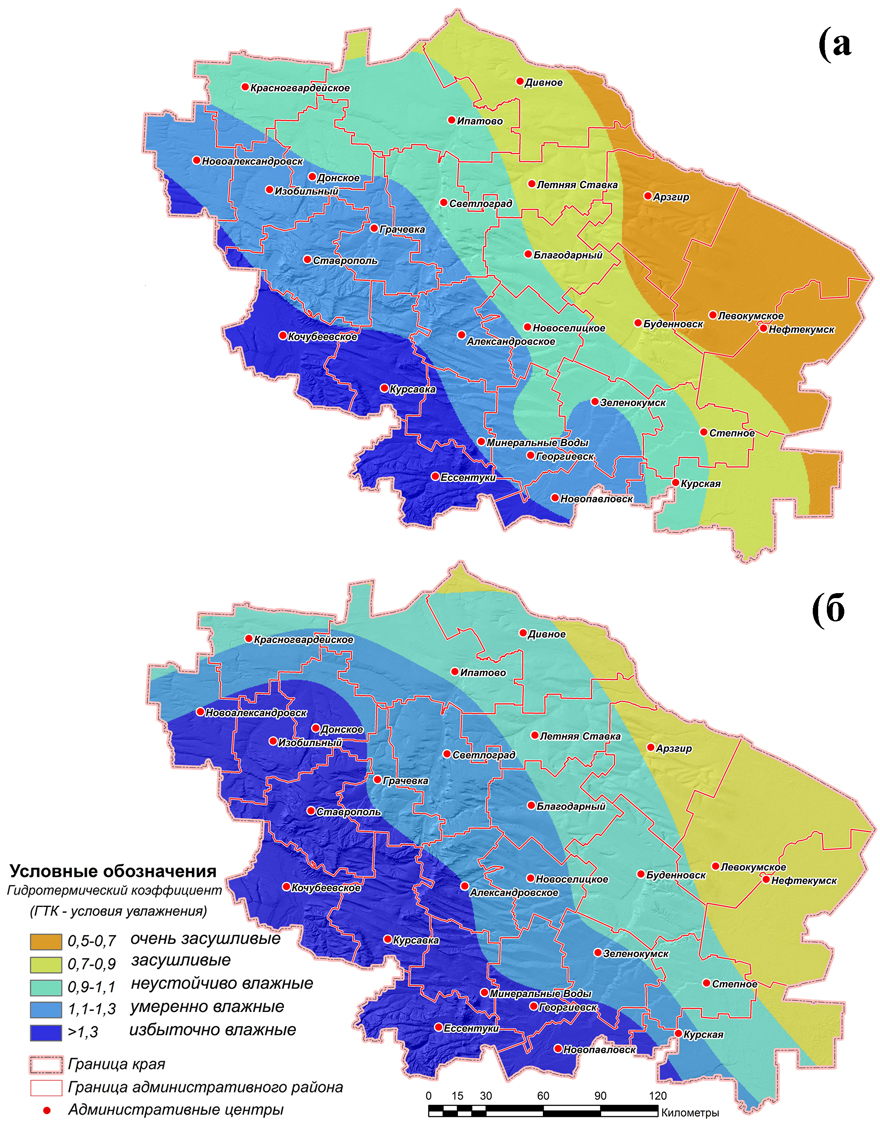 (а
Дивное
Красногвардейское
Ипатово
Новоалександровск
Донское
Изобильный
Летняя Ставка
Арзгир
Светлоград
Грачевка
Ставрополь
Благодарный
Левокумское
Буденновск
Нефтекумск
Новоселицкое
Кочубеевское
Александровское
Курсавка
Зеленокумск
Степное
Минеральные Воды
Георгиевск
Ессентуки
Курская
Новопавловск
(б
Дивное
Красногвардейское
Ипатово
Новоалександровск
Донское
Летняя Ставка
Изобильный
Арзгир
Светлоград
Грачевка
Благодарный
Ставрополь
Левокумское
Буденновск
Нефтекумск
Новоселицкое
Кочубеевское
Александровское
Курсавка
Зеленокумск
Степное
Минеральные Воды
Георгиевск
Ессентуки
Курская
Новопавловск
Условные обозначения
Гидротермический коэффициент
(ГТК - условия увлажнения)
0,5-0,7 очень засушливые
0,7-0,9 засушливые
0,9-1,1 неустойчиво влажные
1,1-1,3 умеренно влажные
>1,3 избыточно влажные
Граница края
Граница административного района
Административные центры
0 15 30 60 90 120
Километры